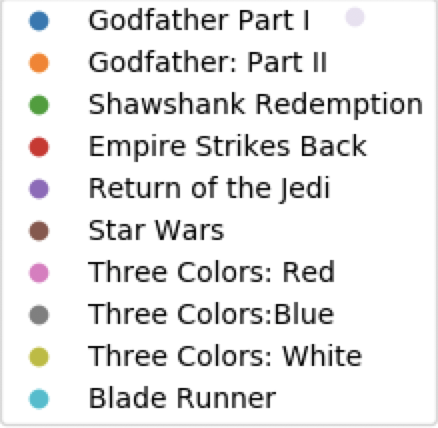 Godfather Part I
Godfather: Part II
Shawshank Redemption
Empire Strikes Back
Return of the Jedi
Star Wars
Three Colors: Red
Three Colors:Blue
Three Colors: White
Blade Runner